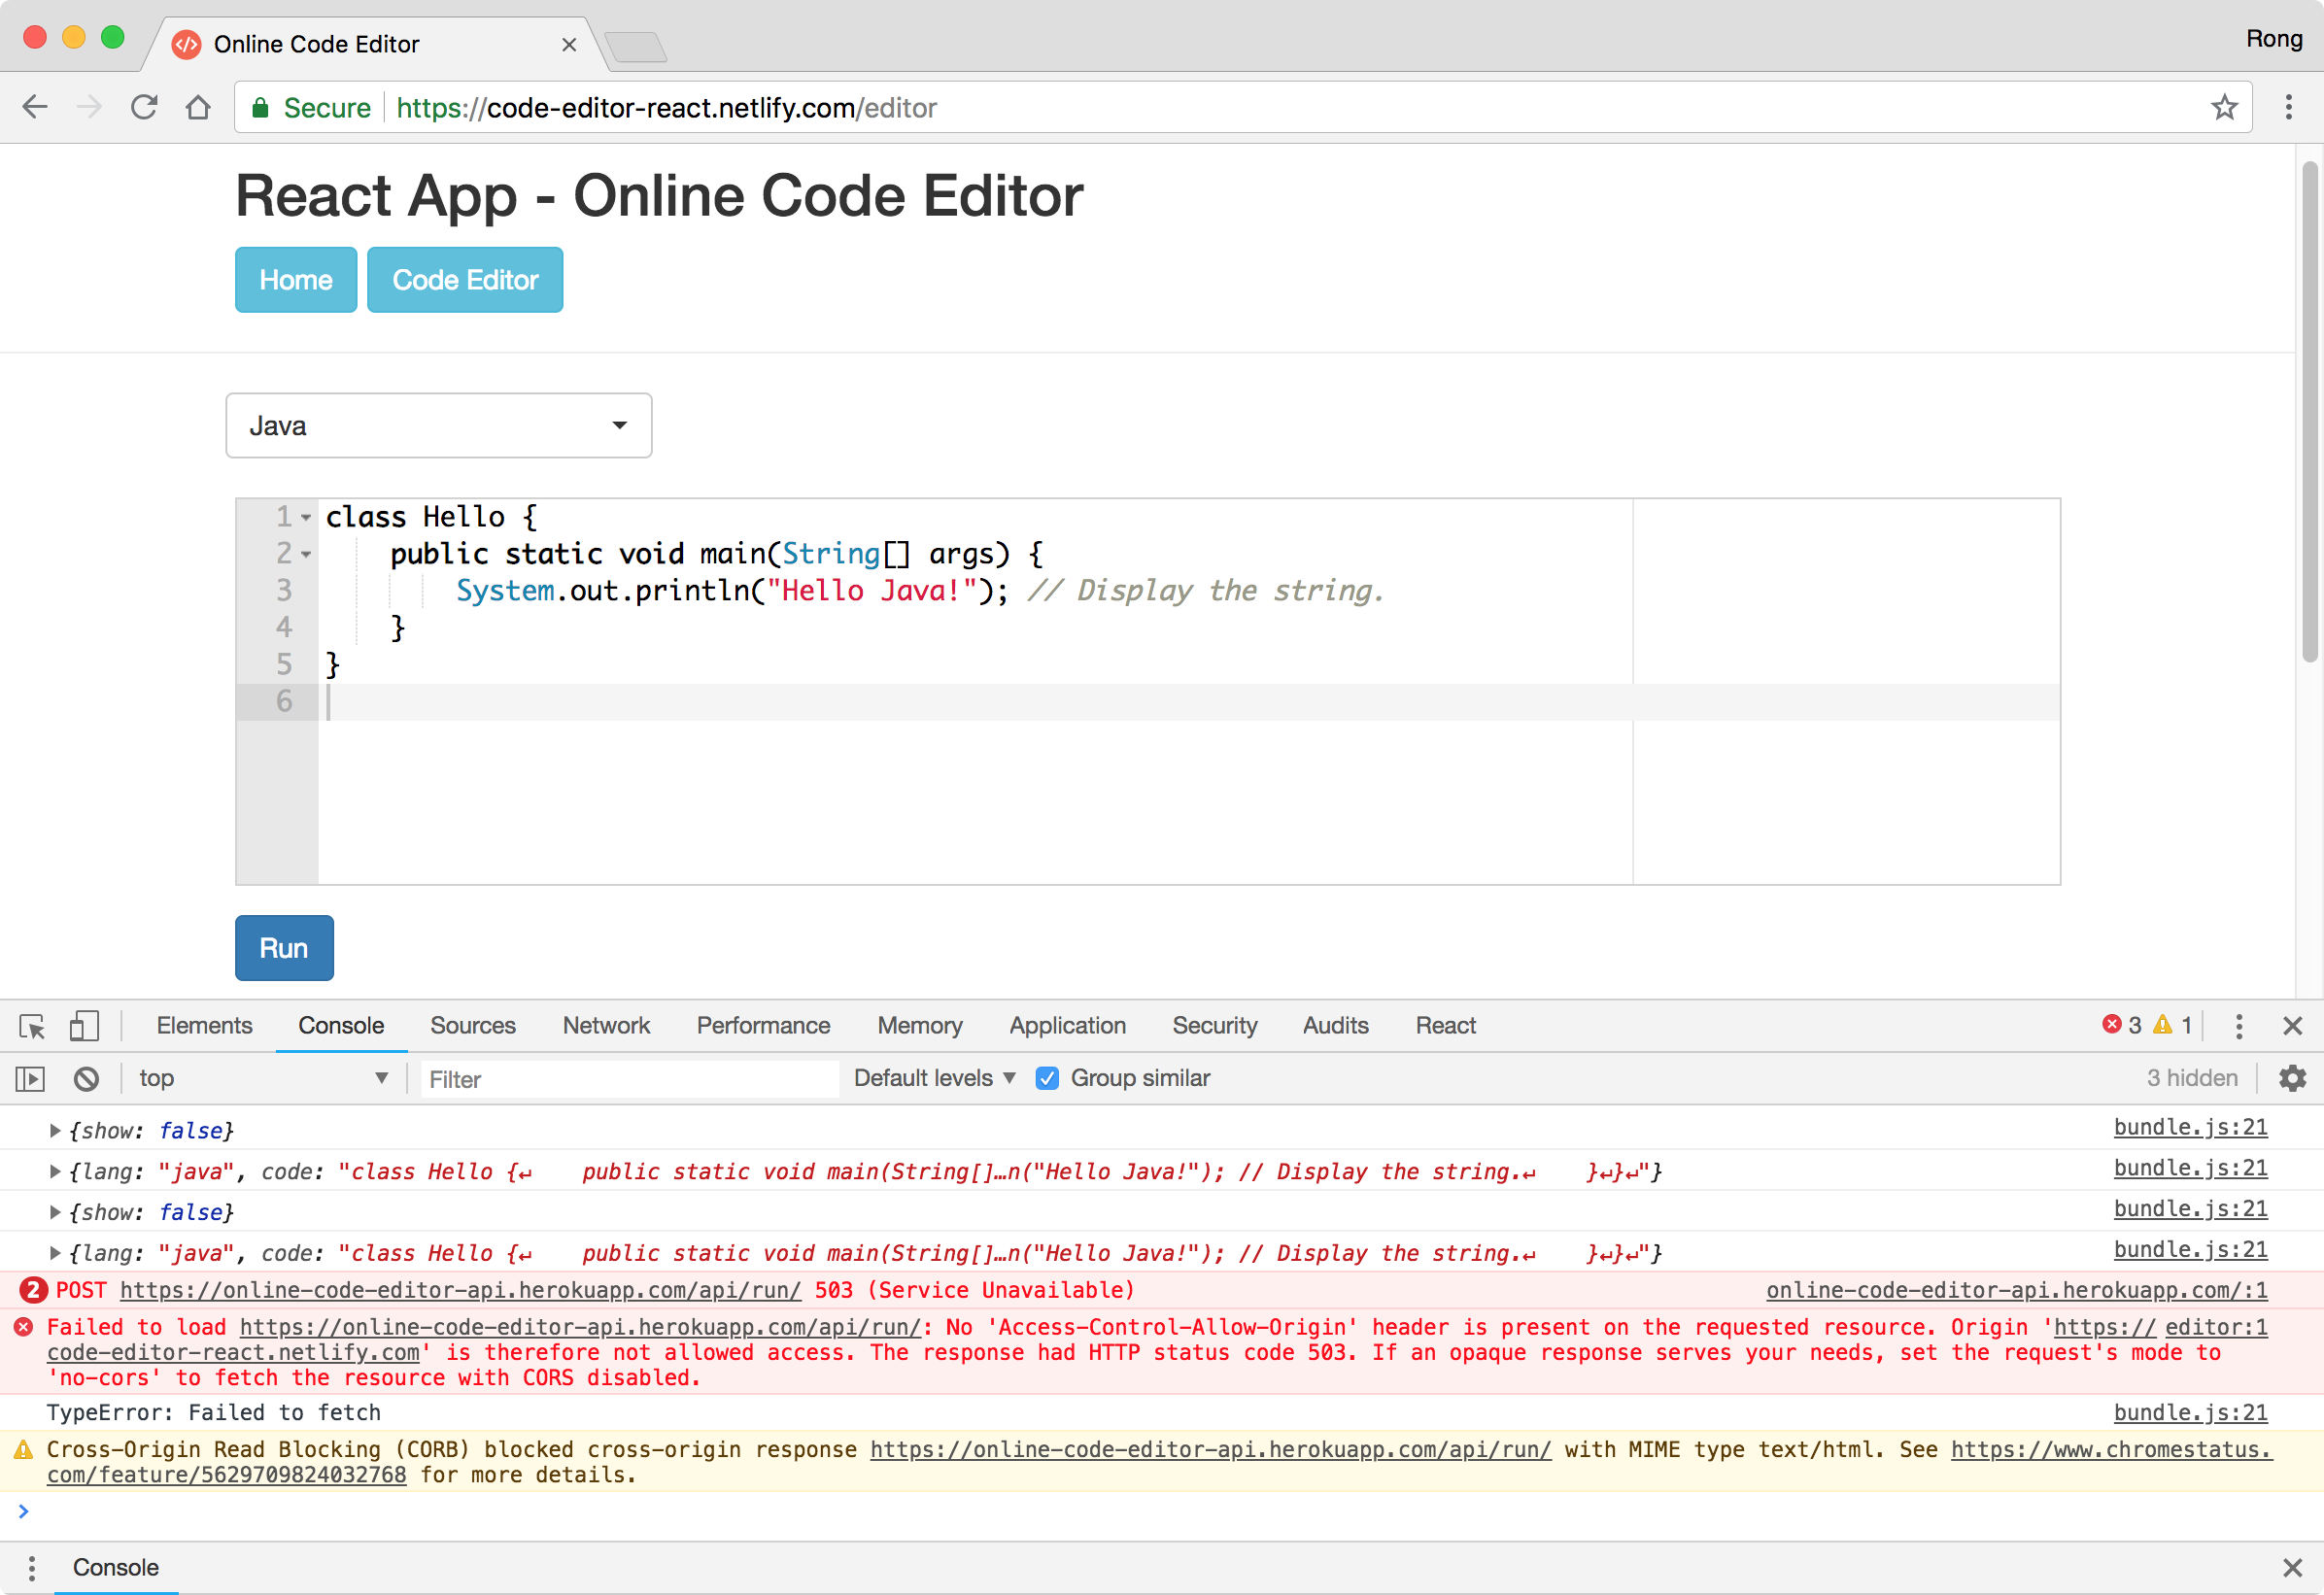 Online Code Editor
Rong
Secure https://code-editor-react.netlify.com/editor
React App - Online Code Editor
Home Code Editor
Java
1 class Hello {
2 public static void main(String[] args) {
3 System.out.println("Hello Java!"); // Display the string.
4 }
5 }
6
Run
Elements Console Sources Network Performance Memory Application Security Audits React 3 1
top Filter Default levels Group similar 3 hidden
{show: false} bundle.js:21
{lang: "java", code: "class Hello {↵    public static void main(String[]…n("Hello Java!"); // Display the string.↵    }↵}↵"} bundle.js:21
{show: false} bundle.js:21
{lang: "java", code: "class Hello {↵    public static void main(String[]…n("Hello Java!"); // Display the string.↵    }↵}↵"} bundle.js:21
2 POST https://online-code-editor-api.herokuapp.com/api/run/ 503 (Service Unavailable) online-code-editor-api.herokuapp.com/:1
Failed to load https://online-code-editor-api.herokuapp.com/api/run/: No 'Access-Control-Allow-Origin' header is present on the requested resource. Origin 'https:// editor:1
code-editor-react.netlify.com' is therefore not allowed access. The response had HTTP status code 503. If an opaque response serves your needs, set the request's mode to
'no-cors' to fetch the resource with CORS disabled.
TypeError: Failed to fetch bundle.js:21
Cross-Origin Read Blocking (CORB) blocked cross-origin response https://online-code-editor-api.herokuapp.com/api/run/ with MIME type text/html. See https://www.chromestatus.
com/feature/5629709824032768 for more details.
Console